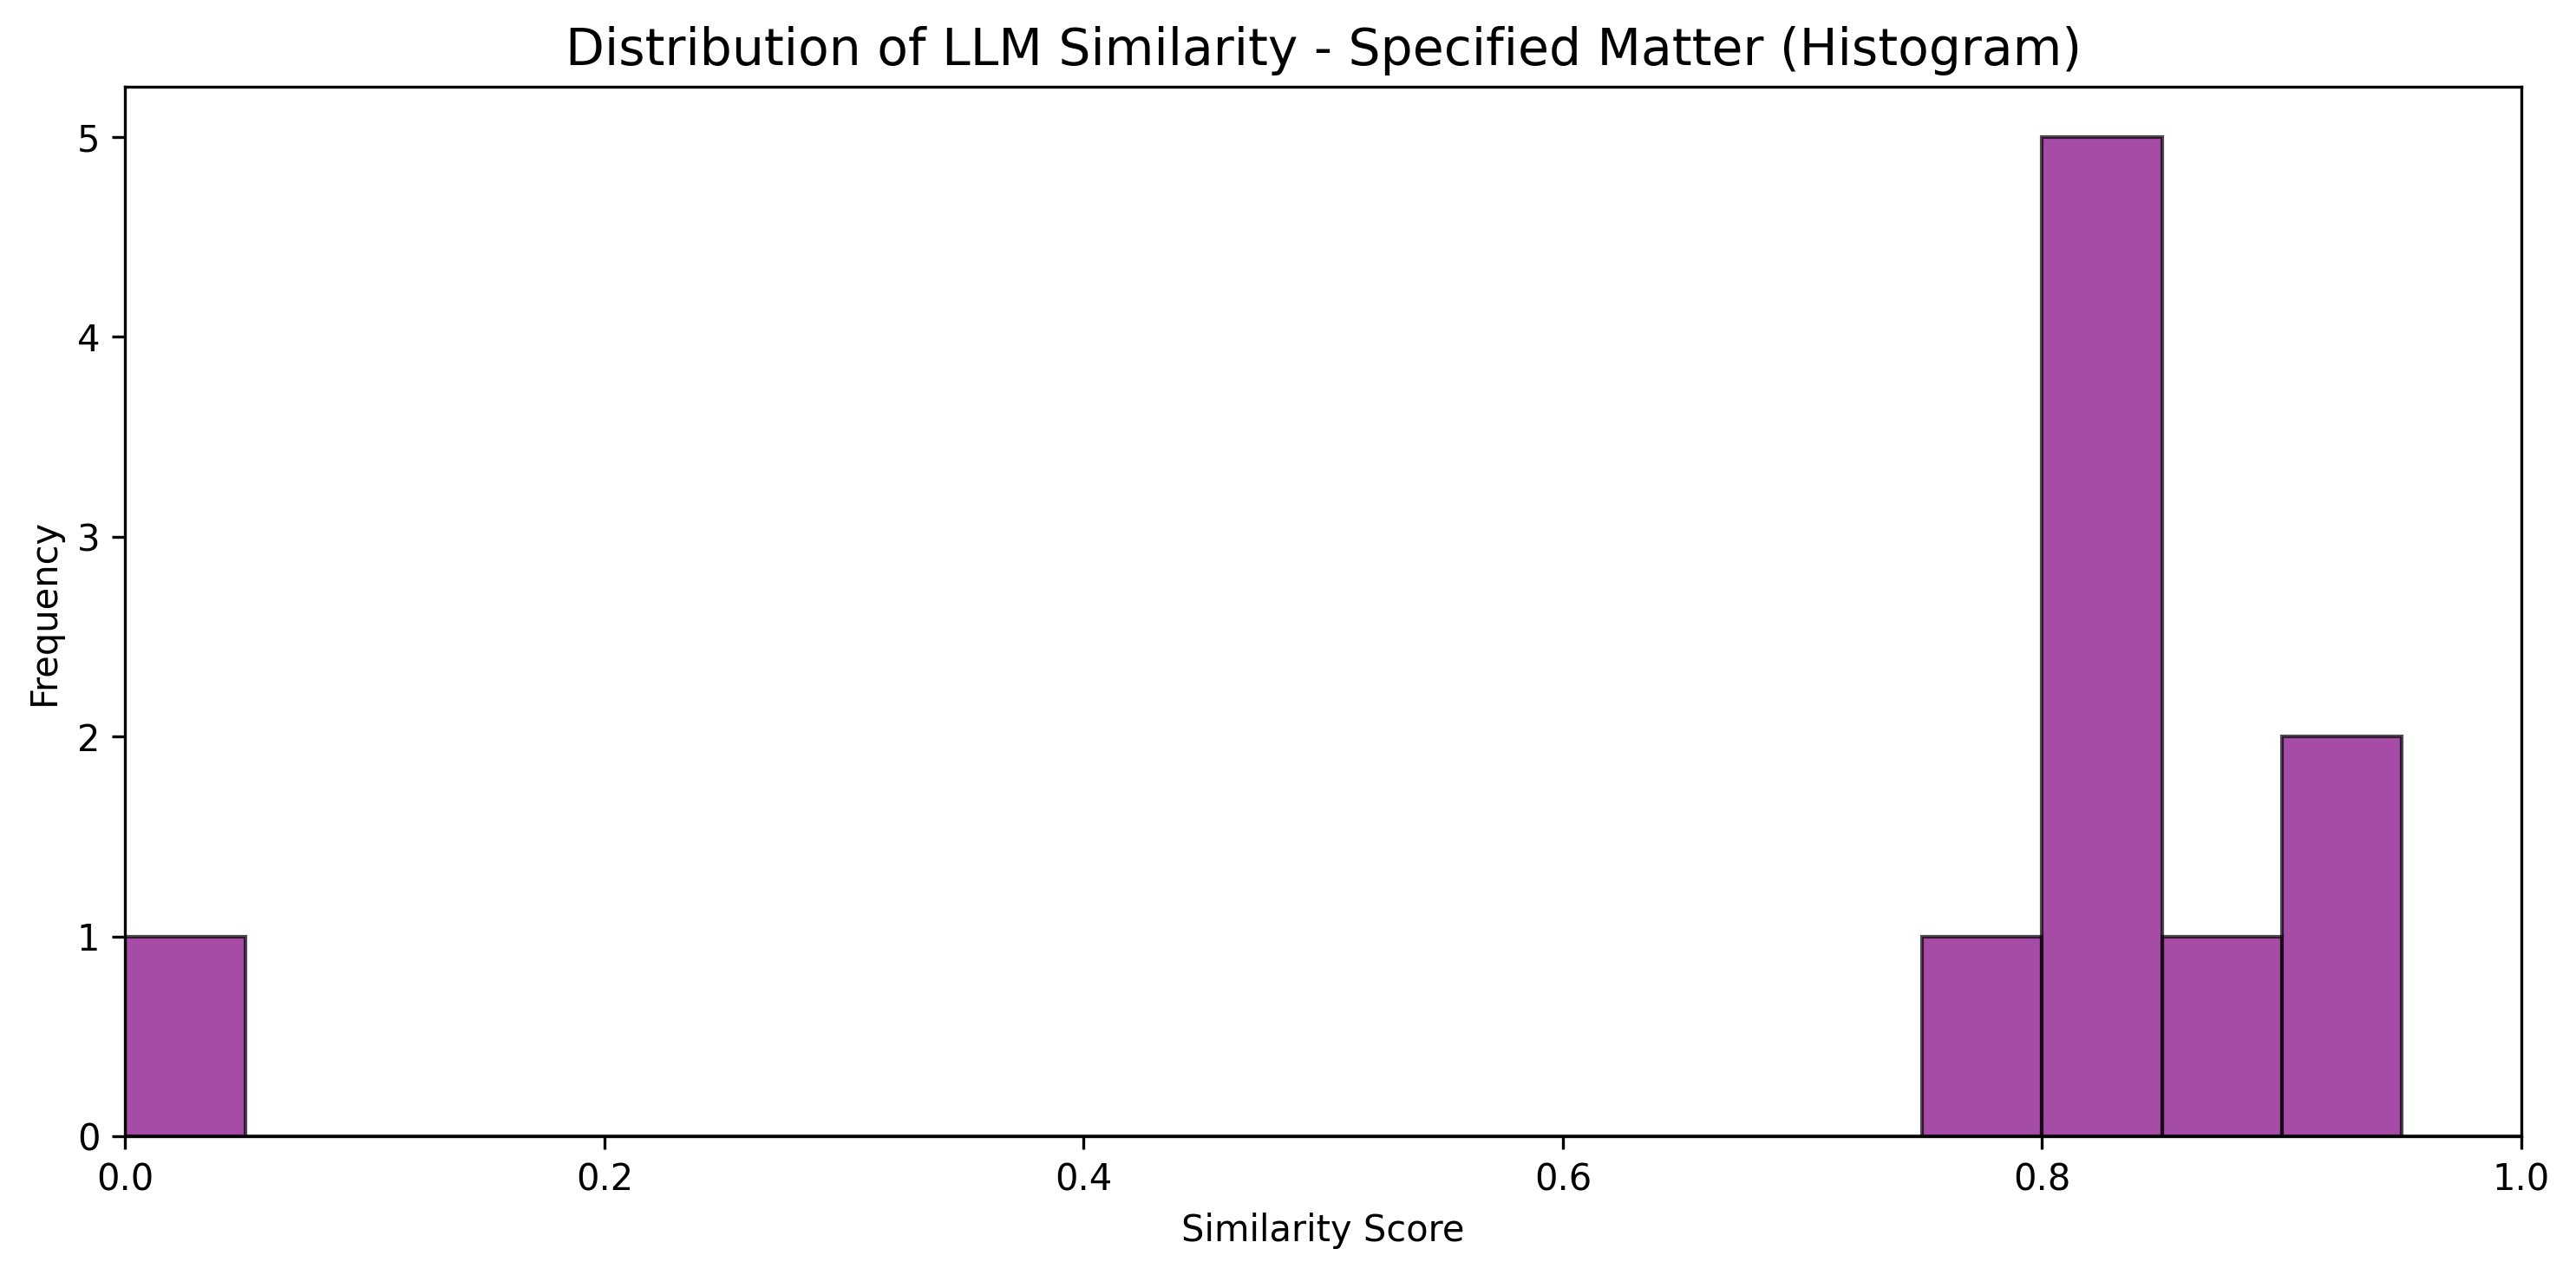 Distribution of LLM Similarity - Specified Matter (Histogram)
Frequency
5
4
3
2
1
0
0.0 0.2 0.4 0.6 0.8 1.0
Similarity Score